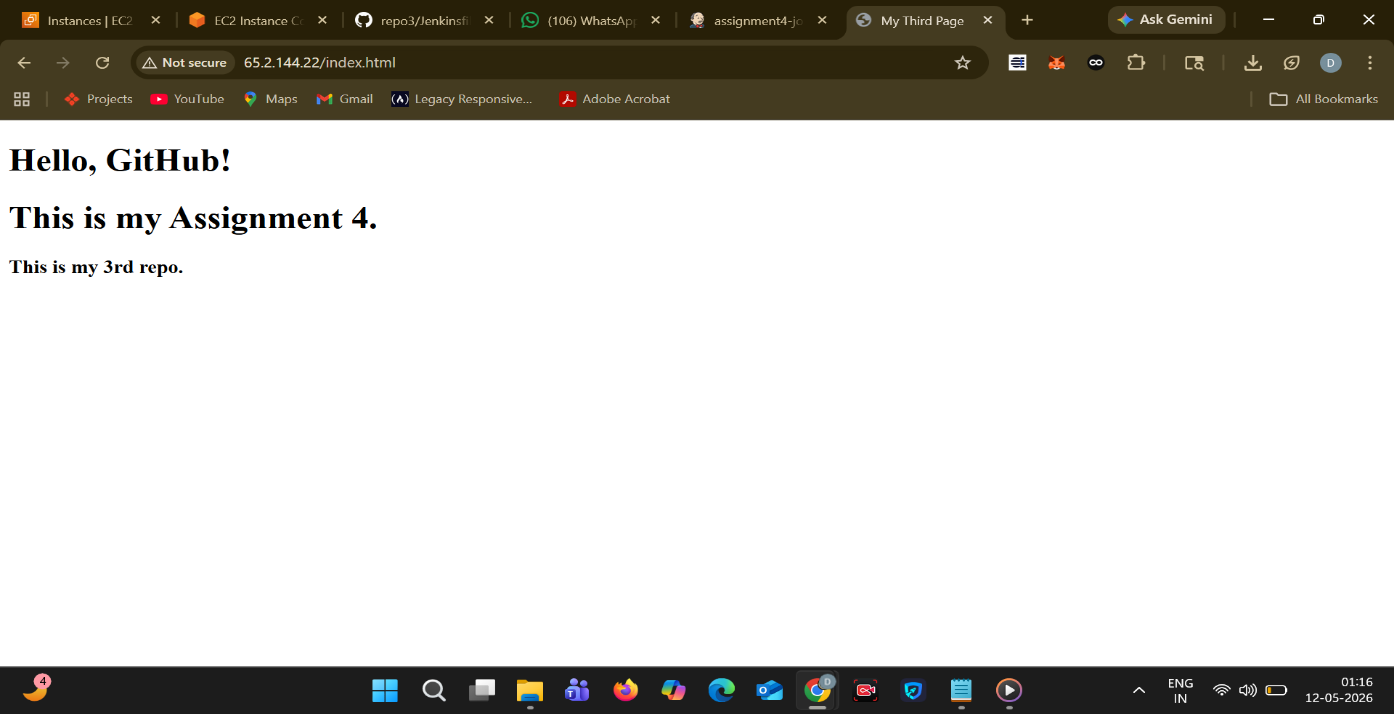 Instances | EC2
EC2 Instance Co
repo3/Jenkinsfi
(106) WhatsApp
assignment4-jo
My Third Page
Ask Gemini
Not secure
65.2.144.22/index.html
D
Projects
YouTube
Maps
Gmail
Legacy Responsive...
Adobe Acrobat
All Bookmarks
Hello, GitHub!
This is my Assignment 4.
This is my 3rd repo.
4
D
ENG
IN
01:16
12-05-2026